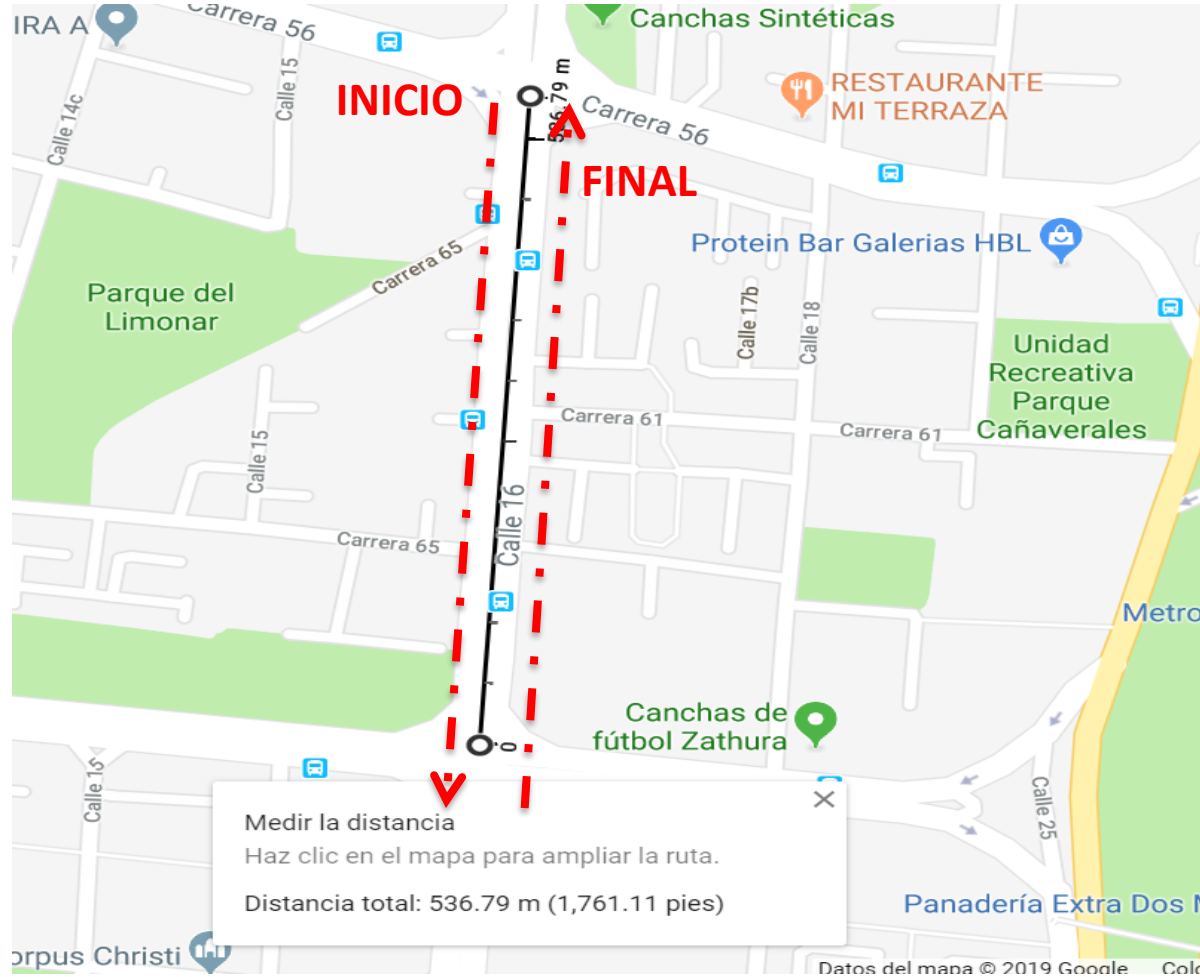 IRA A
Carrera 56
Canchas Sintéticas
INICIO
536.79 m
Calle 15
Calle 14c
Carrera 56
RESTAURANTE
MI TERRAZA
FINAL
Protein Bar Galerias HBL
Carrera 65
Parque del
Limonar
Calle 17b
Calle 18
Unidad
Recreativa
Parque
Cañaverales
Carrera 61
Carrera 61
Calle 15
Calle 16
Carrera 65
Metro
Canchas de
fútbol Zathura
0
Calle 15
Calle 25
Medir la distancia
Haz clic en el mapa para ampliar la ruta.
Distancia total: 536.79 m (1,761.11 pies)
Panadería Extra Dos
orpus Christi
Datos del mapa © 2019 Google
Col